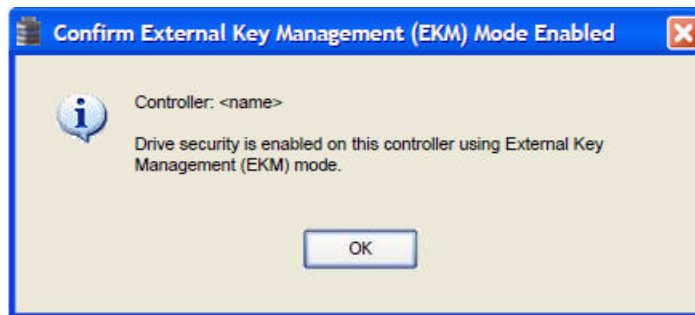 Confirm External Key Management (EKM) Mode Enabled
Controller: <name>
Drive security is enabled on this controller using External Key
Management (EKM) mode.
OK